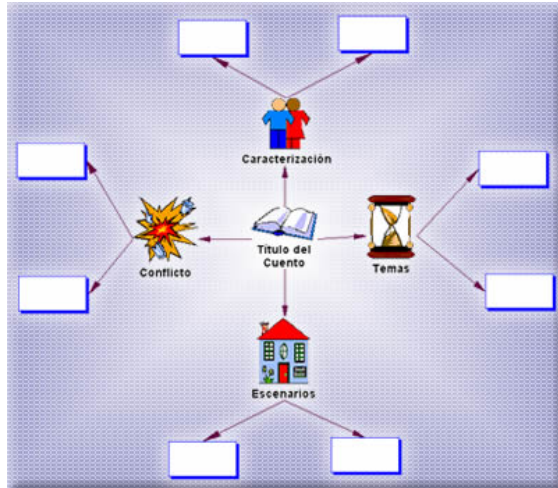 Caracterización
Título del
Cuento
Conflicto
Temas
Escenarios